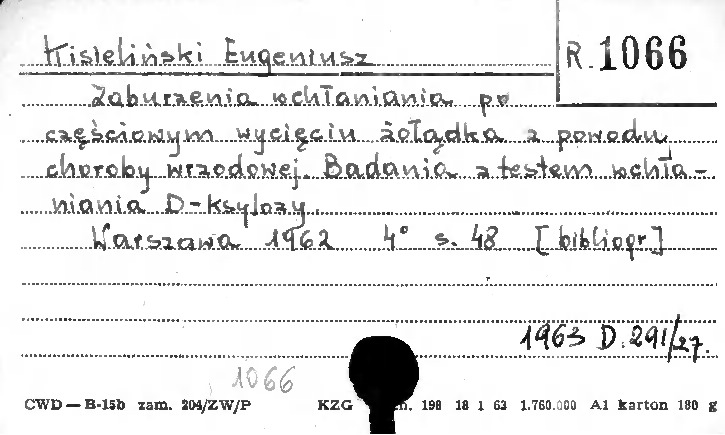 Kisieliński Eugeniusz
R. 1066
Zaburzenia wchłaniania po
częściowym wycięciu żołądka z powodu
choroby wrzodowej. Badania z testem wchła-
niania D-ksylozy.
Warszawa 1962 4° s. 48 [bibliogr]
1963 D. 291/27.
1066
CWD — B-15b zam. 204/ZW/P KZG 198 18 1 63 1.760.000 A1 karton 180 g